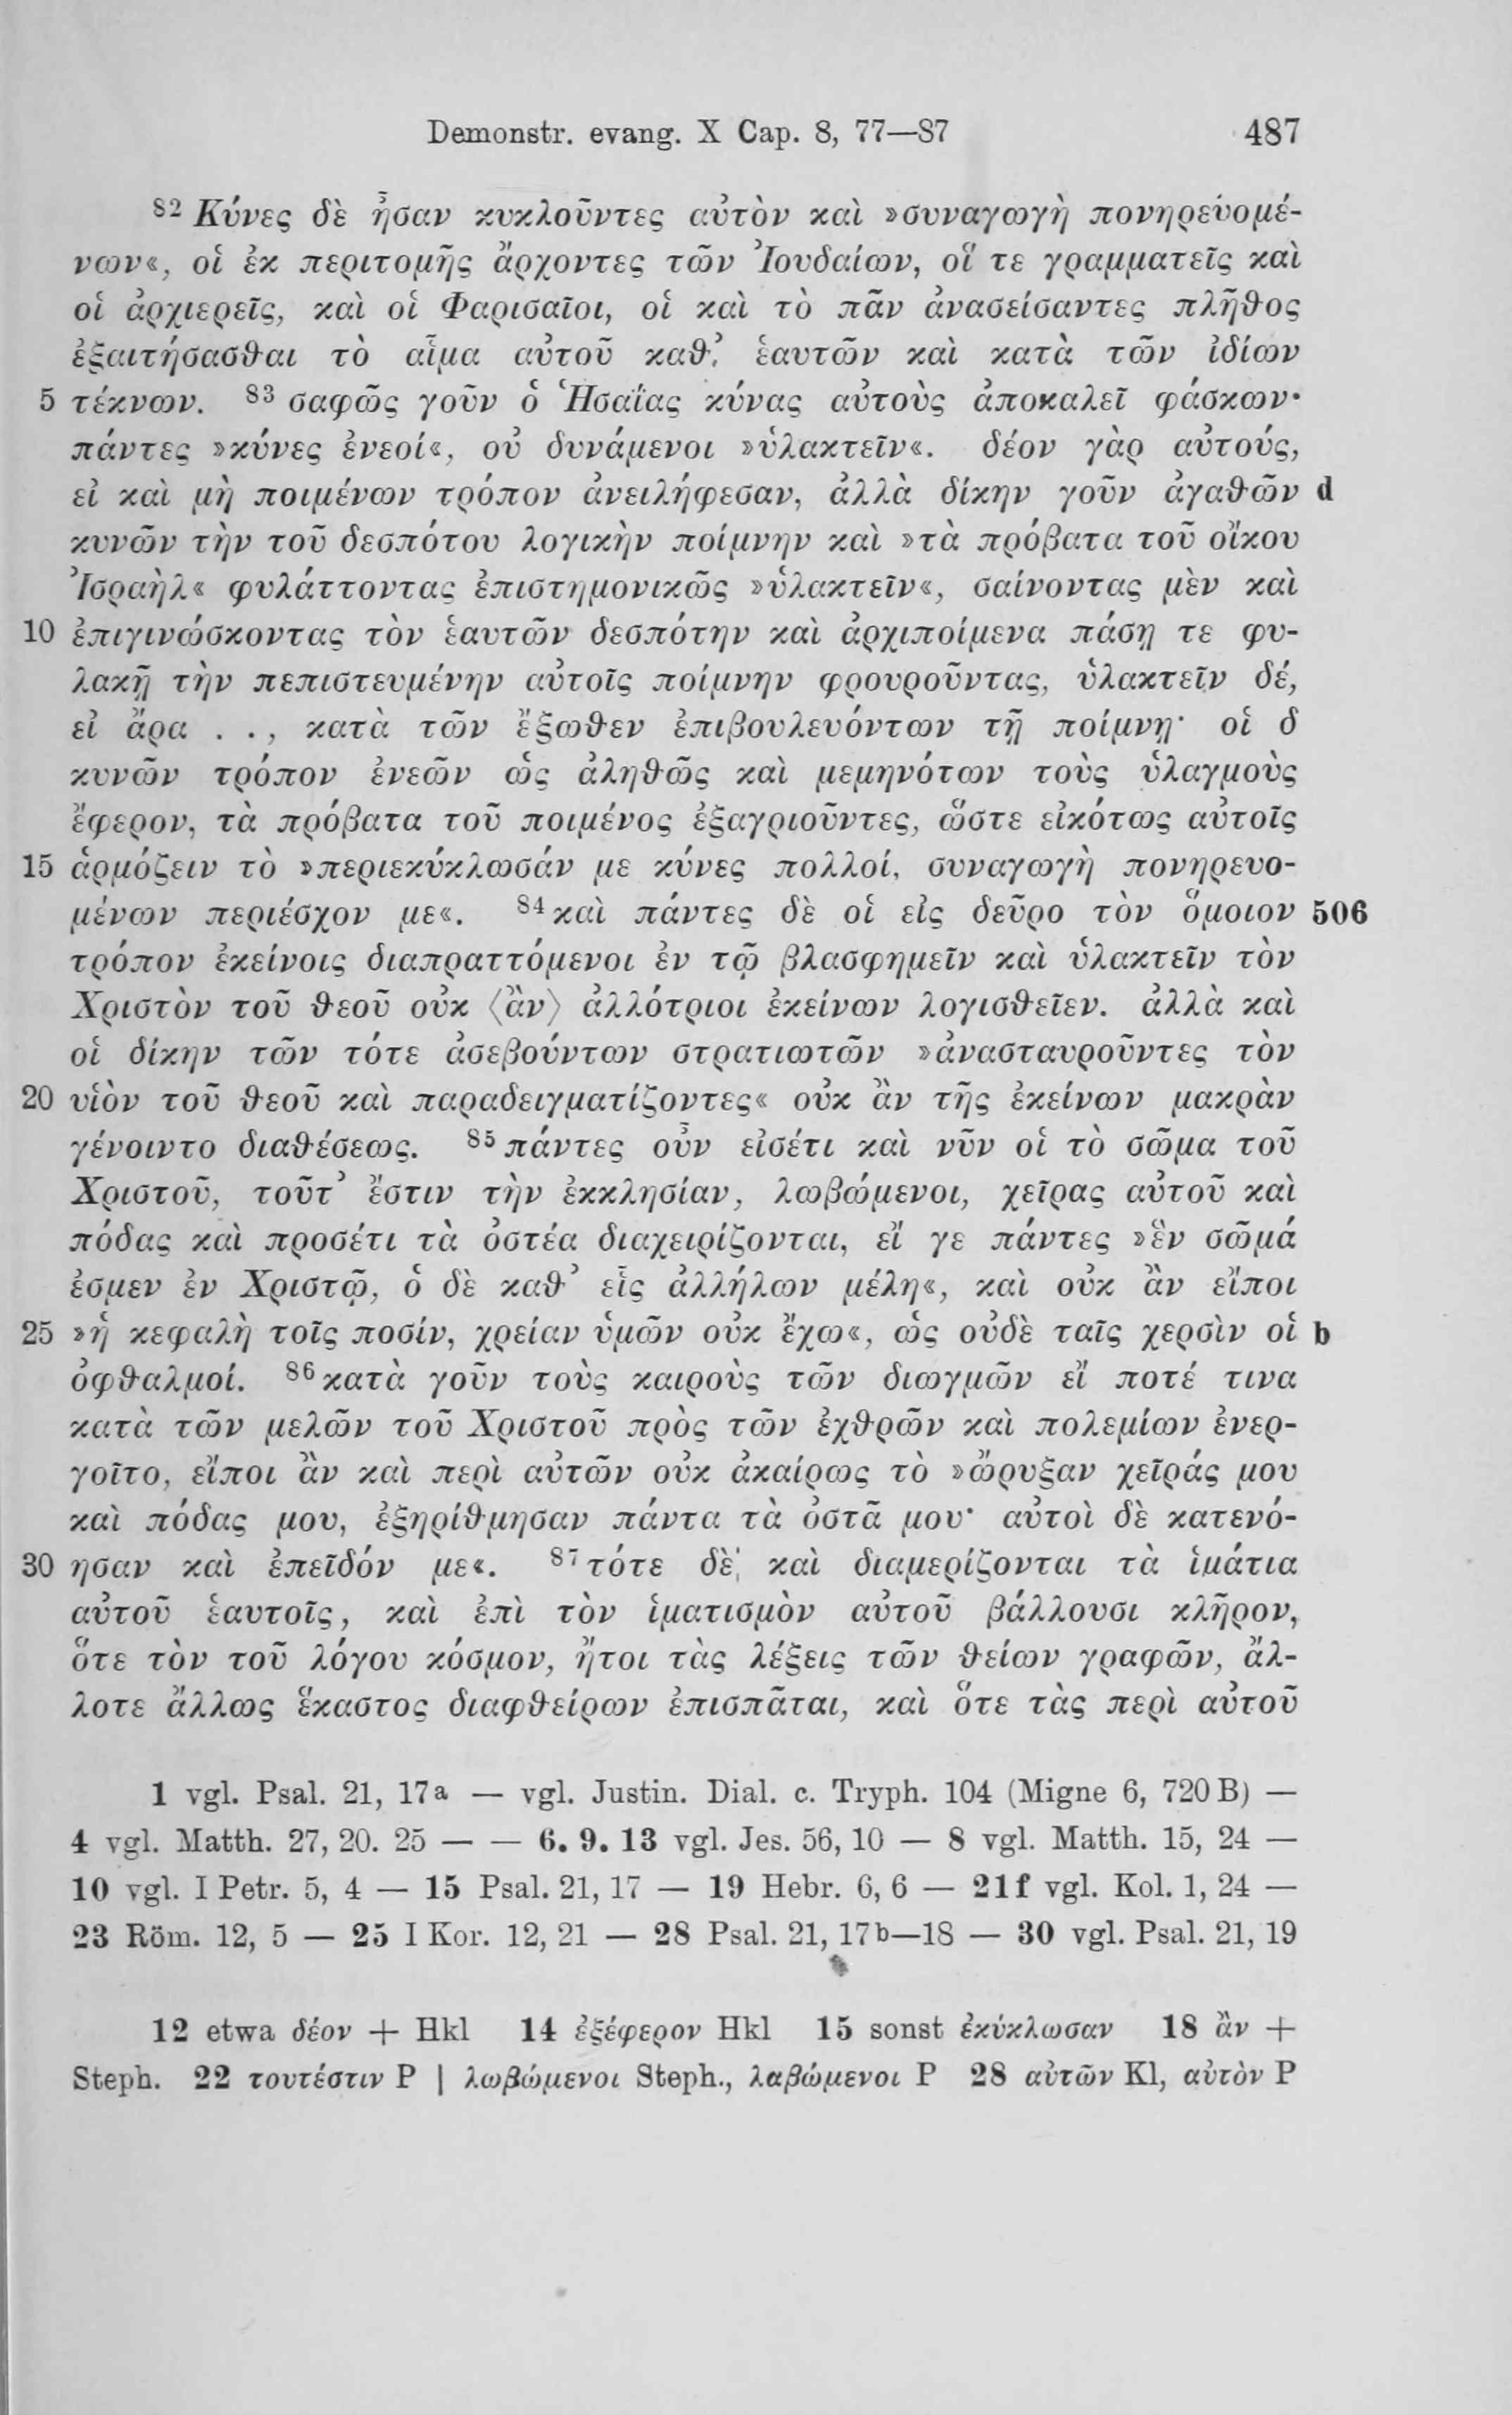 Demonstr. evang. X Cap. 8, 77—87 487
⁸² Κύνες δὲ ἦσαν κυκλοῦντες αὐτὸν καὶ »συναγωγὴ πονηρευομέ-
νων«, οἱ ἐκ περιτομῆς ἄρχοντες τῶν Ἰουδαίων, οἵ τε γραμματεῖς καὶ
οἱ ἀρχιερεῖς, καὶ οἱ Φαρισαῖοι, οἱ καὶ τὸ πᾶν ἀνασείσαντες πλῆθος
ἐξαιτήσασθαι τὸ αἷμα αὐτοῦ καθ' ἑαυτῶν καὶ κατὰ τῶν ἰδίων
5 τέκνων. ⁸³ σαφῶς γοῦν ὁ Ἡσαΐας κύνας αὐτοὺς ἀποκαλεῖ φάσκων·
πάντες »κύνες ἐνεοί«, οὐ δυνάμενοι »ὑλακτεῖν«. δέον γὰρ αὐτούς,
εἰ καὶ μὴ ποιμένων τρόπον ἀνειλήφεσαν, ἀλλὰ δίκην γοῦν ἀγαθῶν d
κυνῶν τὴν τοῦ δεσπότου λογικὴν ποίμνην καὶ »τὰ πρόβατα τοῦ οἴκου
Ἰσραὴλ« φυλάττοντας ἐπιστημονικῶς »ὑλακτεῖν«, σαίνοντας μὲν καὶ
10 ἐπιγινώσκοντας τὸν ἑαυτῶν δεσπότην καὶ ἀρχιποίμενα πάσῃ τε φυ-
λακῇ τὴν πεπιστευμένην αὐτοῖς ποίμνην φρουροῦντας, ὑλακτεῖν δέ,
εἰ ἄρα . ., κατὰ τῶν ἔξωθεν ἐπιβουλευόντων τῇ ποίμνῃ· οἱ δ
κυνῶν τρόπον ἐνεῶν ὡς ἀληθῶς καὶ μεμηνότων τοὺς ὑλαγμοὺς
ἔφερον, τὰ πρόβατα τοῦ ποιμένος ἐξαγριοῦντες, ὥστε εἰκότως αὐτοῖς
15 ἁρμόζειν τὸ »περιεκύκλωσάν με κύνες πολλοί, συναγωγὴ πονηρευο-
μένων περιέσχον με«. ⁸⁴ καὶ πάντες δὲ οἱ εἰς δεῦρο τὸν ὅμοιον 506
τρόπον ἐκείνοις διαπραττόμενοι ἐν τῷ βλασφημεῖν καὶ ὑλακτεῖν τὸν
Χριστὸν τοῦ θεοῦ οὐκ ⟨ἂν⟩ ἀλλότριοι ἐκείνων λογισθεῖεν. ἀλλὰ καὶ
οἱ δίκην τῶν τότε ἀσεβούντων στρατιωτῶν »ἀνασταυροῦντες τὸν
20 υἱὸν τοῦ θεοῦ καὶ παραδειγματίζοντες« οὐκ ἂν τῆς ἐκείνων μακρὰν
γένοιντο διαθέσεως. ⁸⁵ πάντες οὖν εἰσέτι καὶ νῦν οἱ τὸ σῶμα τοῦ
Χριστοῦ, τοῦτ' ἔστιν τὴν ἐκκλησίαν, λωβώμενοι, χεῖρας αὐτοῦ καὶ
πόδας καὶ προσέτι τὰ ὀστέα διαχειρίζονται, εἴ γε πάντες »ἓν σῶμά
ἐσμεν ἐν Χριστῷ, ὁ δὲ καθ' εἷς ἀλλήλων μέλη«, καὶ οὐκ ἂν εἴποι
25 »ἡ κεφαλὴ τοῖς ποσίν, χρείαν ὑμῶν οὐκ ἔχω«, ὡς οὐδὲ ταῖς χερσὶν οἱ b
ὀφθαλμοί. ⁸⁶ κατὰ γοῦν τοὺς καιροὺς τῶν διωγμῶν εἴ ποτέ τινα
κατὰ τῶν μελῶν τοῦ Χριστοῦ πρὸς τῶν ἐχθρῶν καὶ πολεμίων ἐνερ-
γοῖτο, εἴποι ἂν καὶ περὶ αὐτῶν οὐκ ἀκαίρως τὸ »ὤρυξαν χεῖράς μου
καὶ πόδας μου, ἐξηρίθμησαν πάντα τὰ ὀστᾶ μου· αὐτοὶ δὲ κατενό-
30 ησαν καὶ ἐπεῖδόν με«. ⁸⁷ τότε δὲ καὶ διαμερίζονται τὰ ἱμάτια
αὐτοῦ ἑαυτοῖς, καὶ ἐπὶ τὸν ἱματισμὸν αὐτοῦ βάλλουσι κλῆρον,
ὅτε τὸν τοῦ λόγου κόσμον, ἤτοι τὰς λέξεις τῶν θείων γραφῶν, ἄλ-
λοτε ἄλλως ἕκαστος διαφθείρων ἐπισπᾶται, καὶ ὅτε τὰς περὶ αὐτοῦ
1 vgl. Psal. 21, 17a — vgl. Justin. Dial. c. Tryph. 104 (Migne 6, 720 B) —
4 vgl. Matth. 27, 20. 25 — — 6. 9. 13 vgl. Jes. 56, 10 — 8 vgl. Matth. 15, 24 —
10 vgl. I Petr. 5, 4 — 15 Psal. 21, 17 — 19 Hebr. 6, 6 — 21f vgl. Kol. 1, 24 —
23 Röm. 12, 5 — 25 I Kor. 12, 21 — 28 Psal. 21, 17b—18 — 30 vgl. Psal. 21, 19
12 etwa δέον + Hkl 14 ἐξέφερον Hkl 15 sonst ἐκύκλωσαν 18 ἂν +
Steph. 22 τουτέστιν P | λωβώμενοι Steph., λαβώμενοι P 28 αὐτῶν Kl, αὐτὸν P